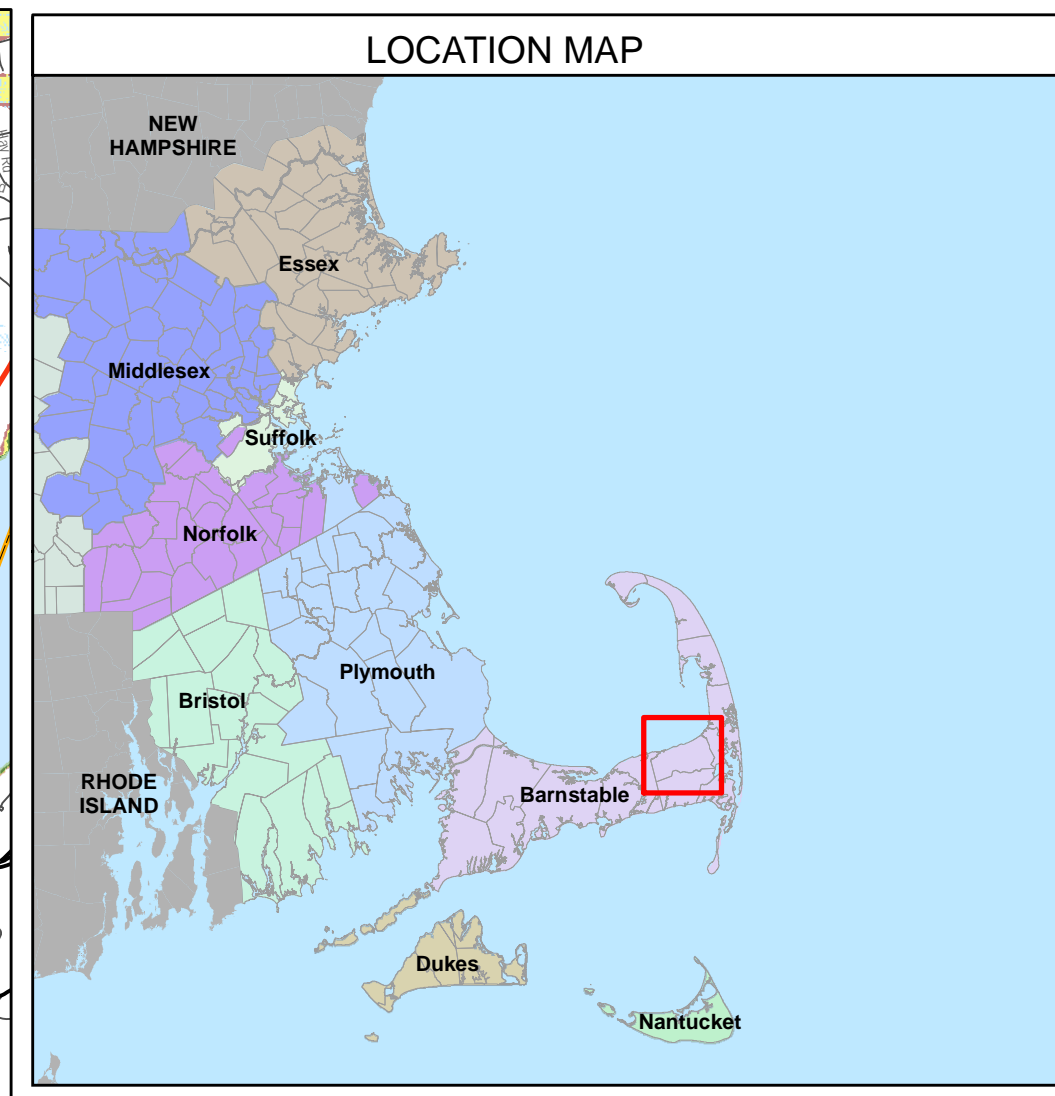 LOCATION MAP
NEW
HAMPSHIRE
Essex
Middlesex
Suffolk
Norfolk
Plymouth
Bristol
RHODE
ISLAND
Barnstable
Dukes
Nantucket